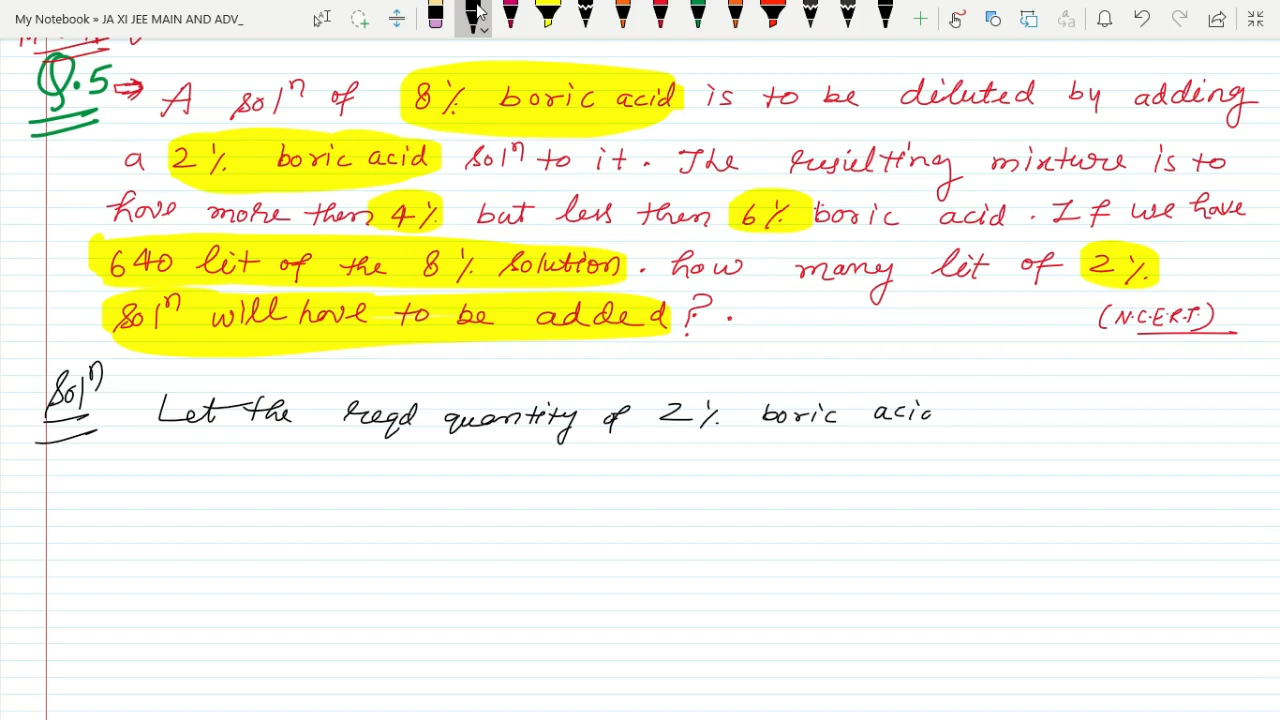 My Notebook » JA XI JEE MAIN AND ADV_
Q.5 ⇒ A solⁿ of 8% boric acid is to be diluted by adding
a 2% boric acid solⁿ to it. The resulting mixture is to
have more then 4% but less then 6% boric acid. If we have
640 lit of the 8% solution. how many lit of 2%
solⁿ will have to be added?.
(N.C.E.R.T.)
Solⁿ
Let the reqd quantity of 2% boric acid